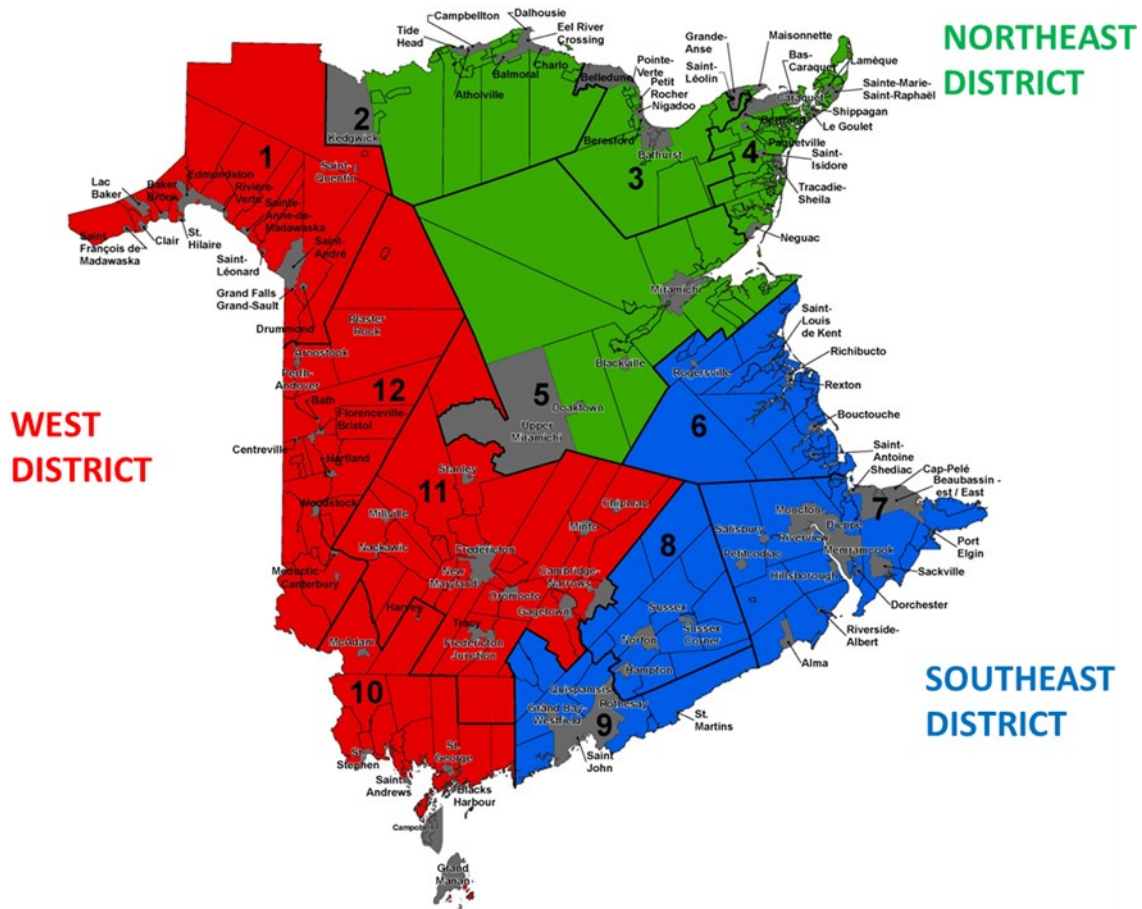 NORTHEAST
DISTRICT
WEST
DISTRICT
SOUTHEAST
DISTRICT
Campbellton
Dalhousie
Tide
Head
Eel River
Crossing
Charlo
Balmoral
Atholville
Belledune
Pointe-
Verte
Petit
Rocher
Nigadoo
Beresford
Bathurst
Grande-
Anse
Saint-
Léolin
Maisonnette
Bas-
Caraquet
Caraquet
Lamèque
Sainte-Marie-
Saint-Raphaël
Shippagan
Le Goulet
Bertrand
Paquetville
4
Saint-
Isidore
Tracadie-
Sheila
Neguac
3
2
Kedgwick
1
Saint-
Quentin
Lac
Baker
Baker
Brook
Edmundston
Rivière-
Verte
Sainte-
Anne-de-
Madawaska
Saint-
André
Saint
François de
Madawaska
Clair
St.
Hilaire
Saint-
Léonard
Grand Falls
Grand-Sault
Drummond
Plaster
Rock
Aroostook
Perth-
Andover
12
Bath
Florenceville-
Bristol
Centreville
Hartland
Woodstock
Meductic
Canterbury
Miramichi
Blackville
5
Doaktown
Upper
Miramichi
Rogersville
Saint-
Louis
de Kent
Richibucto
Rexton
6
Bouctouche
Saint-
Antoine
Shediac
Cap-Pelé
Beaubassin -
est / East
7
Port
Elgin
Moncton
Dieppe
Salisbury
Riverview
Petitcodiac
Memramcook
Hillsborough
Sackville
Dorchester
Riverside-
Albert
Alma
11
Stanley
Millville
Nackawic
Fredericton
New
Maryland
Minto
Chipman
Cambridge-
Narrows
Oromocto
Gagetown
Harvey
Tracy
Fredericton
Junction
McAdam
8
Sussex
Sussex
Corner
Norton
Hampton
Quispamsis
Rothesay
Grand Bay-
Westfield
9
Saint
John
St.
Martins
10
St.
Stephen
St.
George
Saint-
Andrews
Blacks
Harbour
Grand
Manan